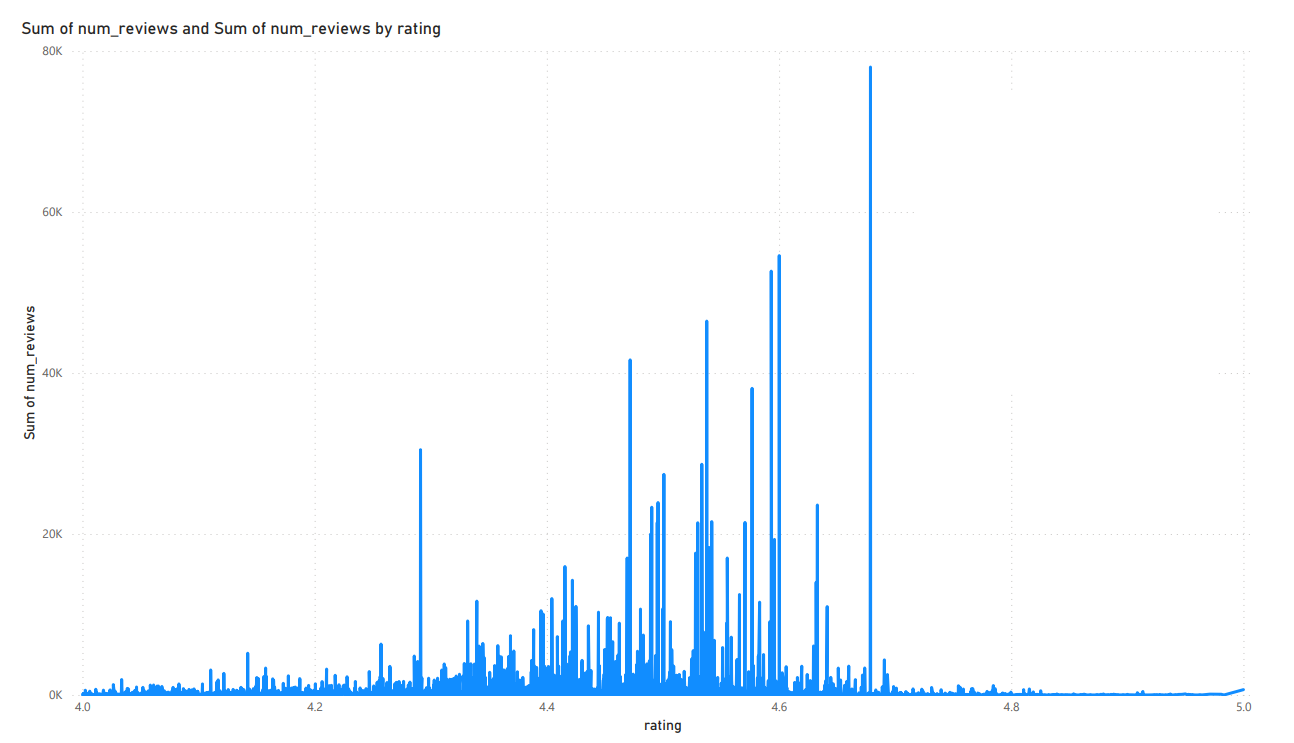 Sum of num_reviews and Sum of num_reviews by rating
80K
60K
40K
20K
0K
Sum of num_reviews
4.0 4.2 4.4 4.6 4.8 5.0
rating